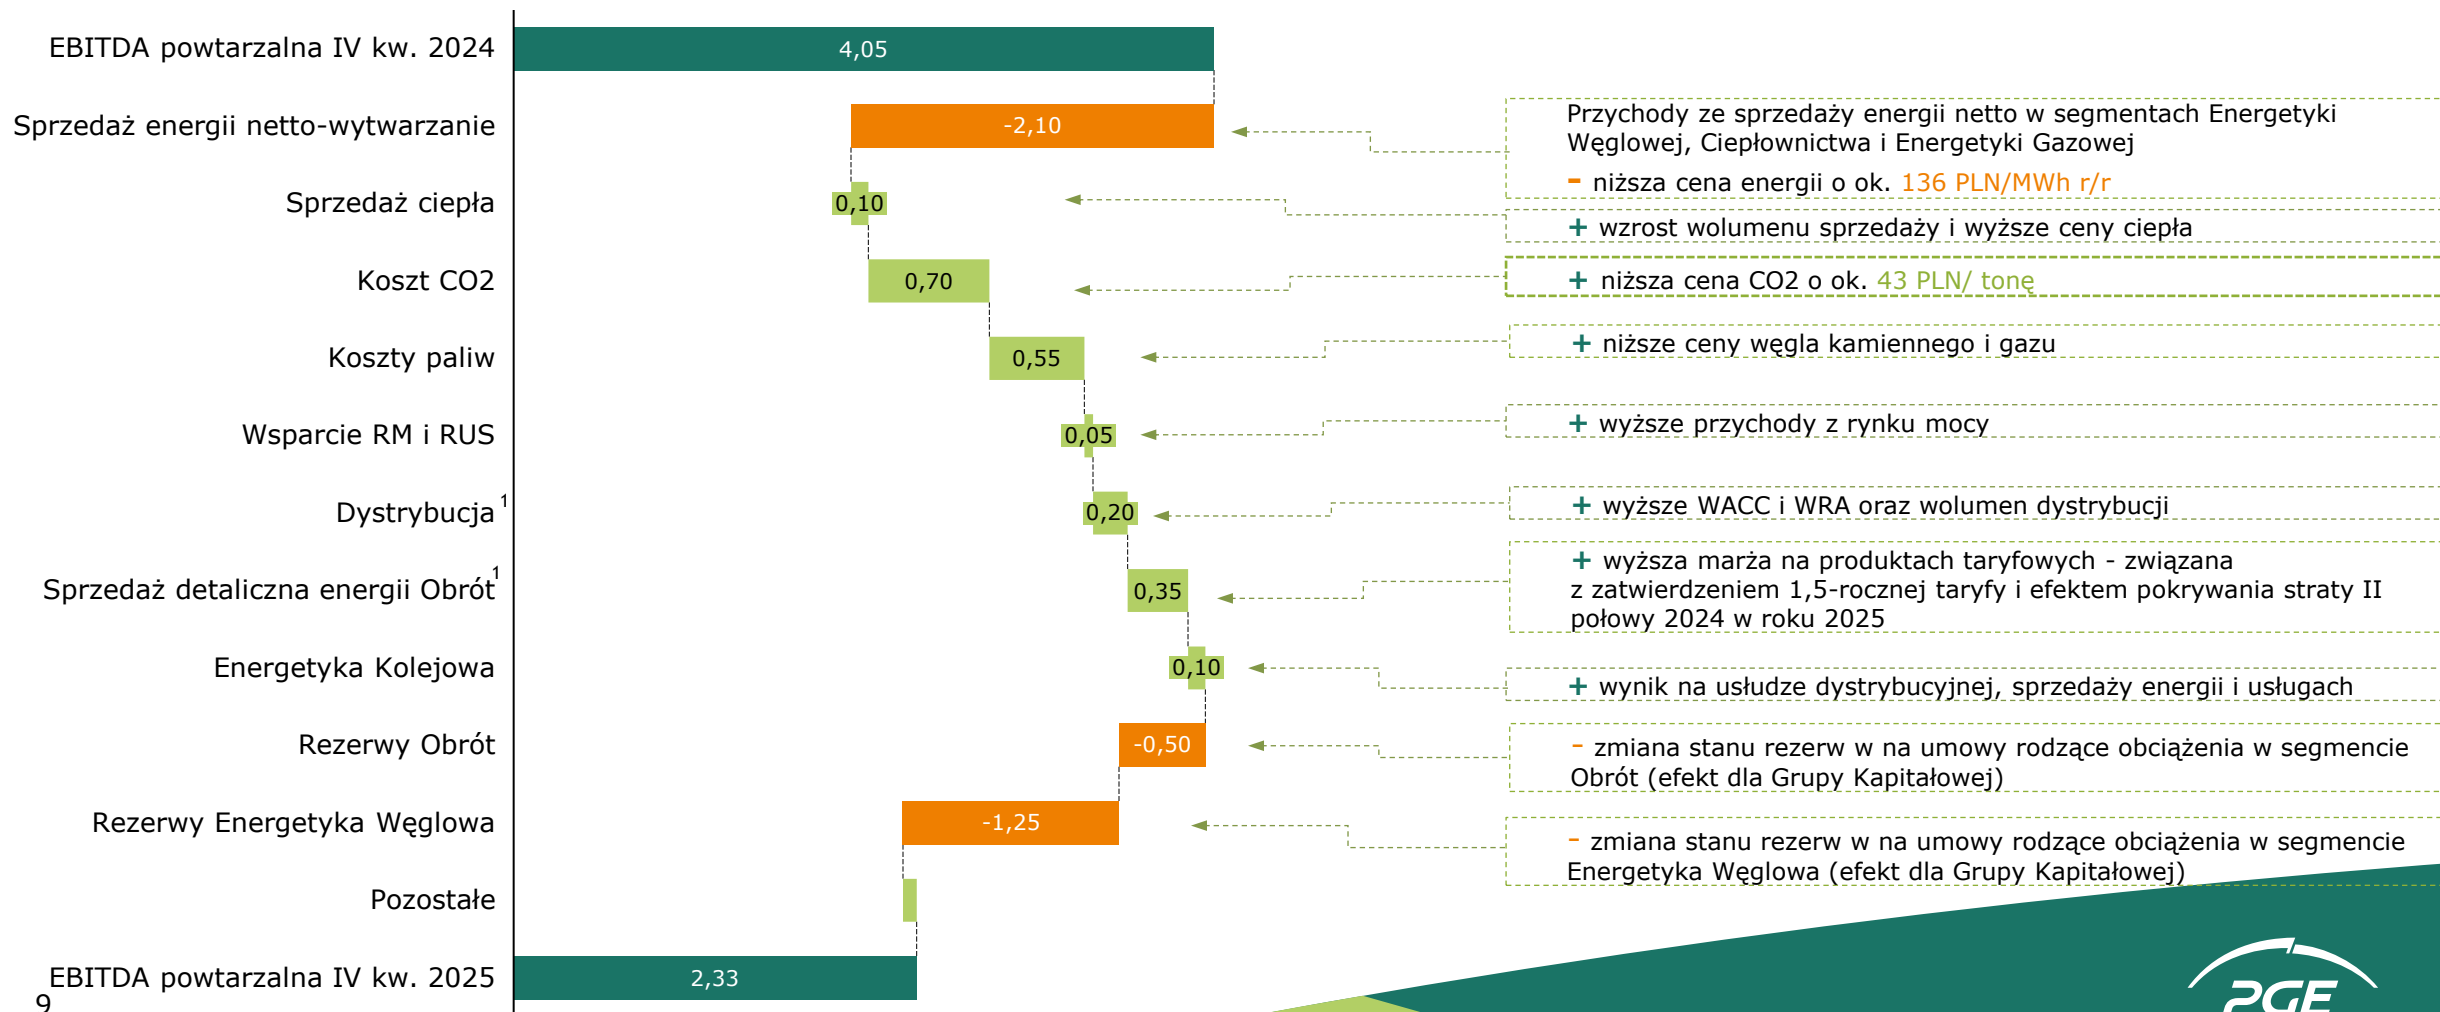 EBITDA powtarzalna IV kw. 2024
4,05
Sprzedaż energii netto-wytwarzanie
-2,10
Przychody ze sprzedaży energii netto w segmentach Energetyki
Węglowej, Ciepłownictwa i Energetyki Gazowej
- niższa cena energii o ok. 136 PLN/MWh r/r
Sprzedaż ciepła
0,10
+ wzrost wolumenu sprzedaży i wyższe ceny ciepła
Koszt CO2
0,70
+ niższa cena CO2 o ok. 43 PLN/ tonę
Koszty paliw
0,55
+ niższe ceny węgla kamiennego i gazu
Wsparcie RM i RUS
0,05
+ wyższe przychody z rynku mocy
Dystrybucja1
0,20
+ wyższe WACC i WRA oraz wolumen dystrybucji
Sprzedaż detaliczna energii Obrót1
0,35
+ wyższa marża na produktach taryfowych - związana
z zatwierdzeniem 1,5-rocznej taryfy i efektem pokrywania straty II
połowy 2024 w roku 2025
Energetyka Kolejowa
0,10
+ wynik na usłudze dystrybucyjnej, sprzedaży energii i usługach
Rezerwy Obrót
-0,50
- zmiana stanu rezerw w na umowy rodzące obciążenia w segmencie
Obrót (efekt dla Grupy Kapitałowej)
Rezerwy Energetyka Węglowa
-1,25
- zmiana stanu rezerw w na umowy rodzące obciążenia w segmencie
Energetyka Węglowa (efekt dla Grupy Kapitałowej)
Pozostałe
EBITDA powtarzalna IV kw. 2025
2,33
9
PGE